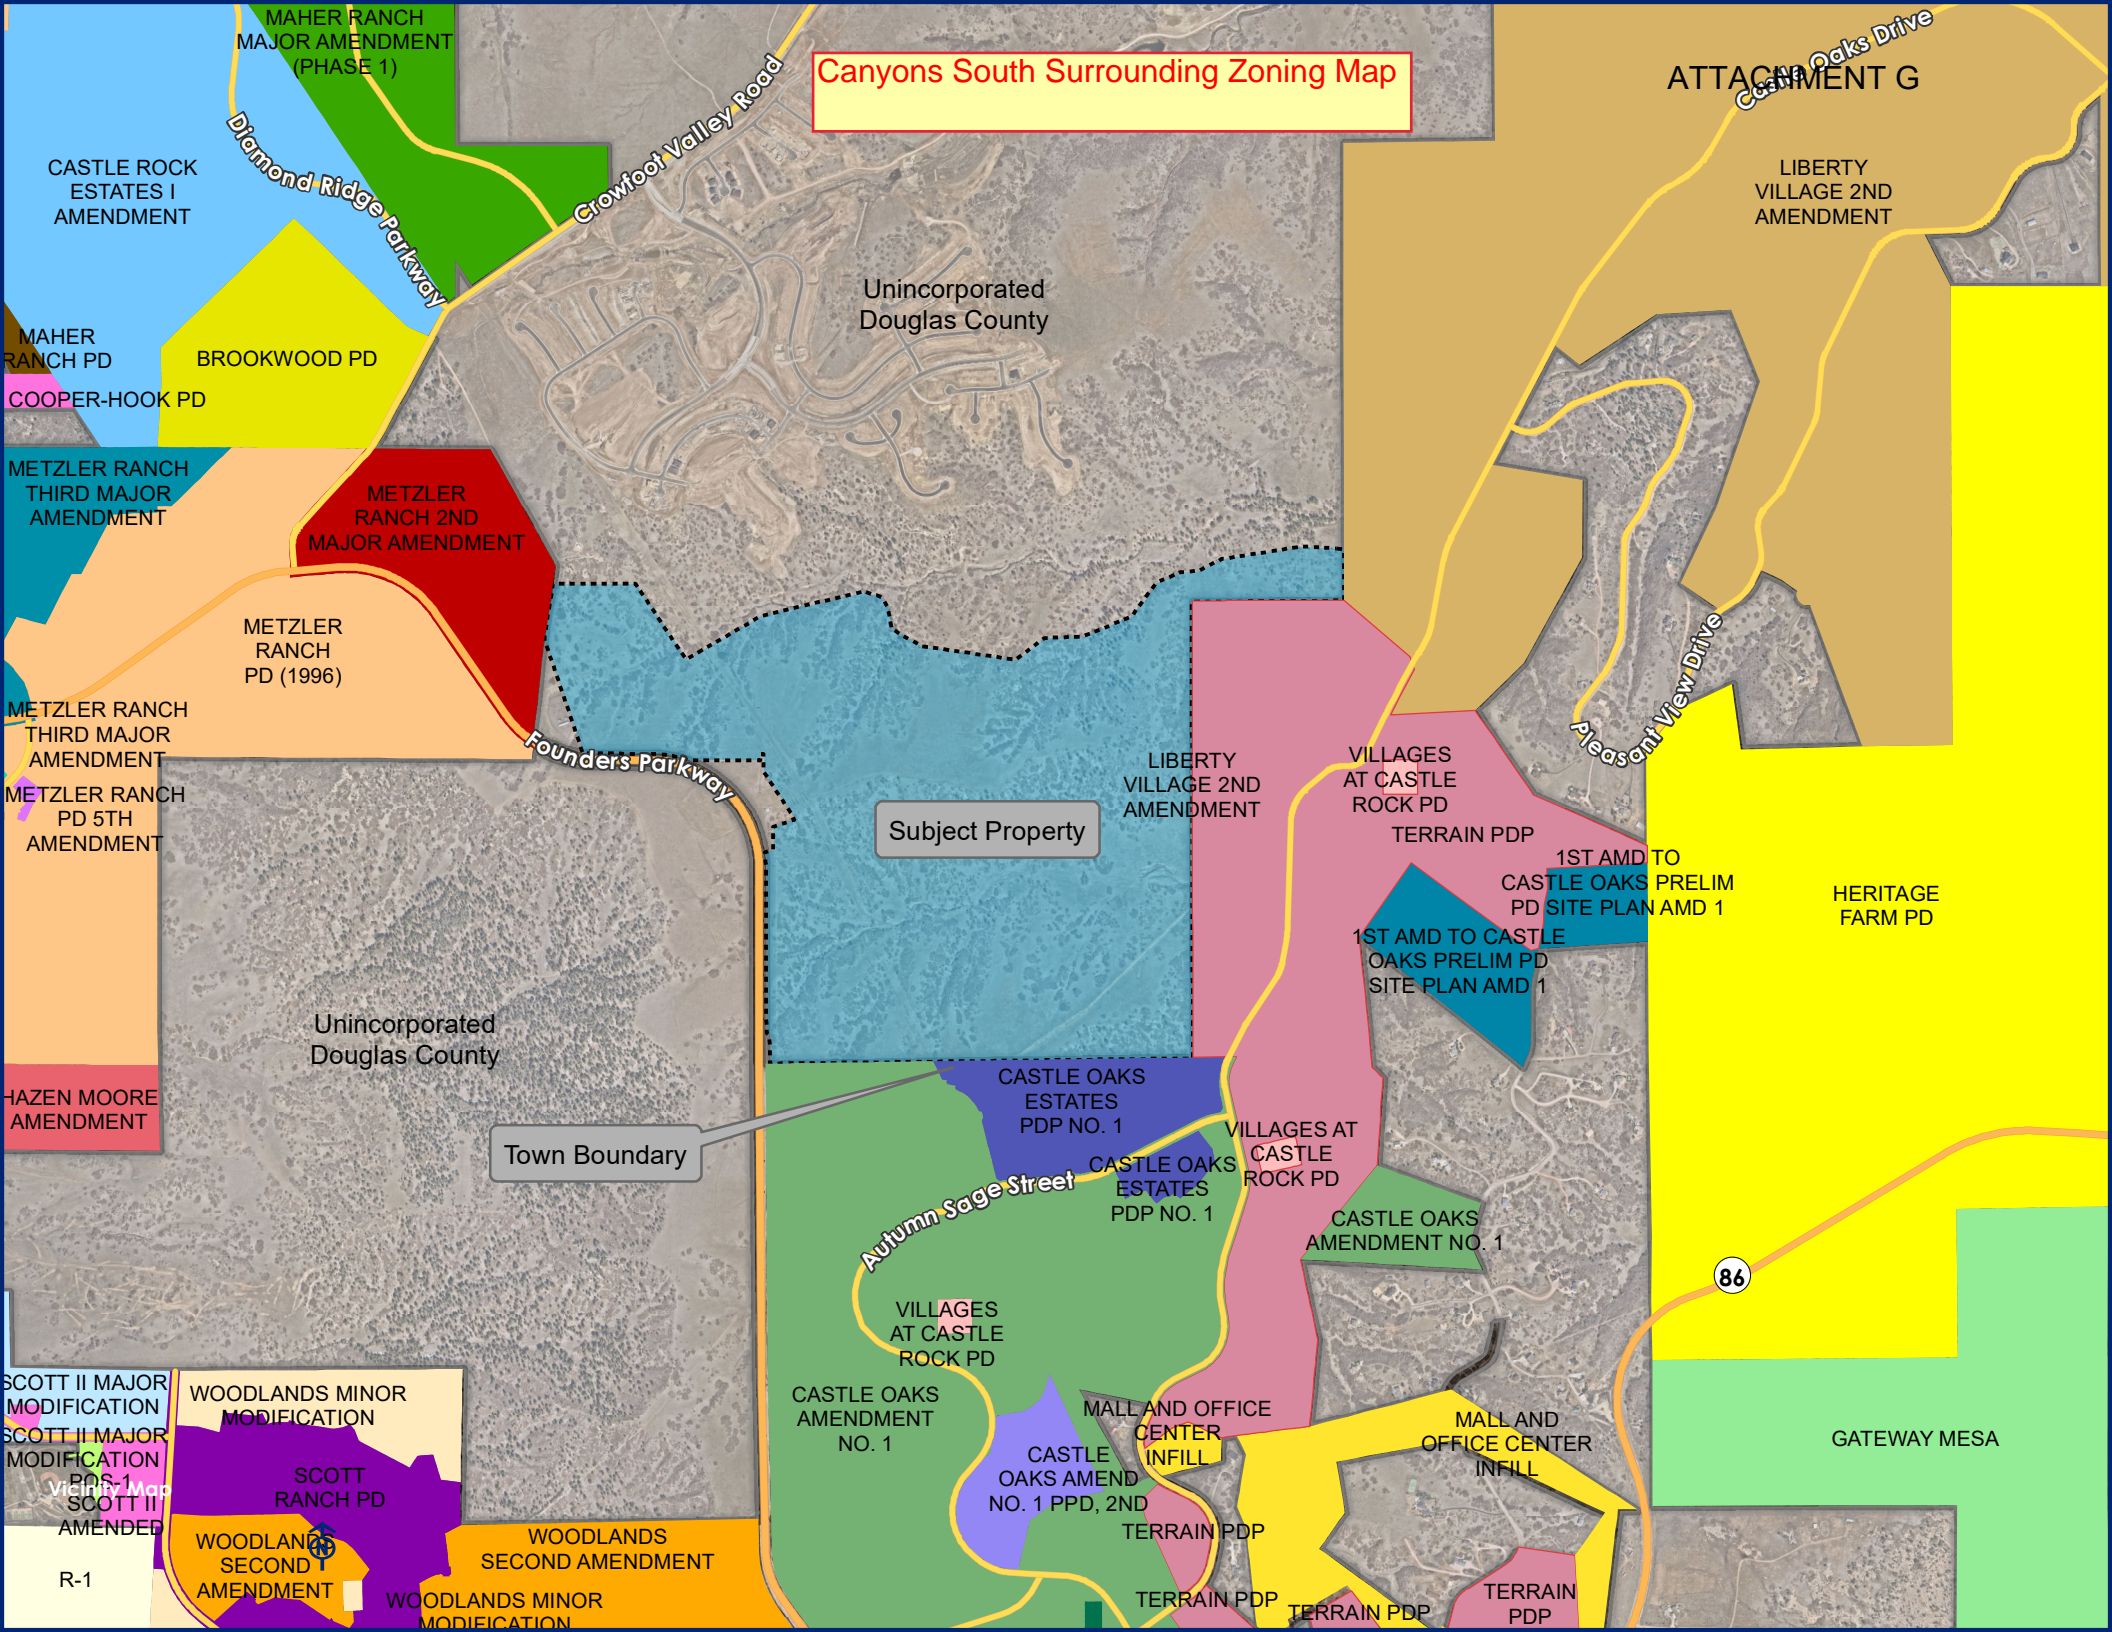 MAHER RANCH
MAJOR AMENDMENT
(PHASE 1)
Canyons South Surrounding Zoning Map
ATTACHMENT G
Castle Oaks Drive
Crowfoot Valley Road
Diamond Ridge Parkway
CASTLE ROCK
ESTATES I
AMENDMENT
LIBERTY
VILLAGE 2ND
AMENDMENT
Unincorporated
Douglas County
MAHER
RANCH PD
BROOKWOOD PD
COOPER-HOOK PD
METZLER RANCH
THIRD MAJOR
AMENDMENT
METZLER
RANCH 2ND
MAJOR AMENDMENT
METZLER
RANCH
PD (1996)
METZLER RANCH
THIRD MAJOR
AMENDMENT
METZLER RANCH
PD 5TH
AMENDMENT
Founders Parkway
Pleasant View Drive
LIBERTY
VILLAGE 2ND
AMENDMENT
VILLAGES
AT CASTLE
ROCK PD
TERRAIN PDP
Subject Property
1ST AMD TO
CASTLE OAKS PRELIM
PD SITE PLAN AMD 1
1ST AMD TO CASTLE
OAKS PRELIM PD
SITE PLAN AMD 1
HERITAGE
FARM PD
Unincorporated
Douglas County
HAZEN MOORE
AMENDMENT
CASTLE OAKS
ESTATES
PDP NO. 1
Town Boundary
CASTLE OAKS
ESTATES
PDP NO. 1
VILLAGES AT
CASTLE
ROCK PD
Autumn Sage Street
CASTLE OAKS
AMENDMENT NO. 1
86
VILLAGES
AT CASTLE
ROCK PD
CASTLE OAKS
AMENDMENT
NO. 1
MALL AND OFFICE
CENTER
INFILL
MALL AND
OFFICE CENTER
INFILL
GATEWAY MESA
CASTLE
OAKS AMEND
NO. 1 PPD, 2ND
SCOTT II MAJOR
MODIFICATION
WOODLANDS MINOR
MODIFICATION
SCOTT II MAJOR
MODIFICATION
POS-1
Vicinity Map
SCOTT II
AMENDED
SCOTT
RANCH PD
WOODLANDS
SECOND
AMENDMENT
N
WOODLANDS
SECOND AMENDMENT
R-1
WOODLANDS MINOR
MODIFICATION
TERRAIN PDP
TERRAIN PDP
TERRAIN PDP
TERRAIN
PDP